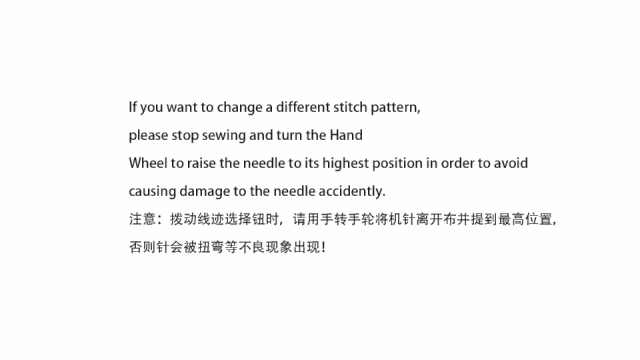 If you want to change a different stitch pattern,
please stop sewing and turn the Hand
Wheel to raise the needle to its highest position in order to avoid
causing damage to the needle accidently.
注意：拨动线迹选择钮时，请用手转手轮将机针离开布并提到最高位置，
否则针会被扭弯等不良现象出现！